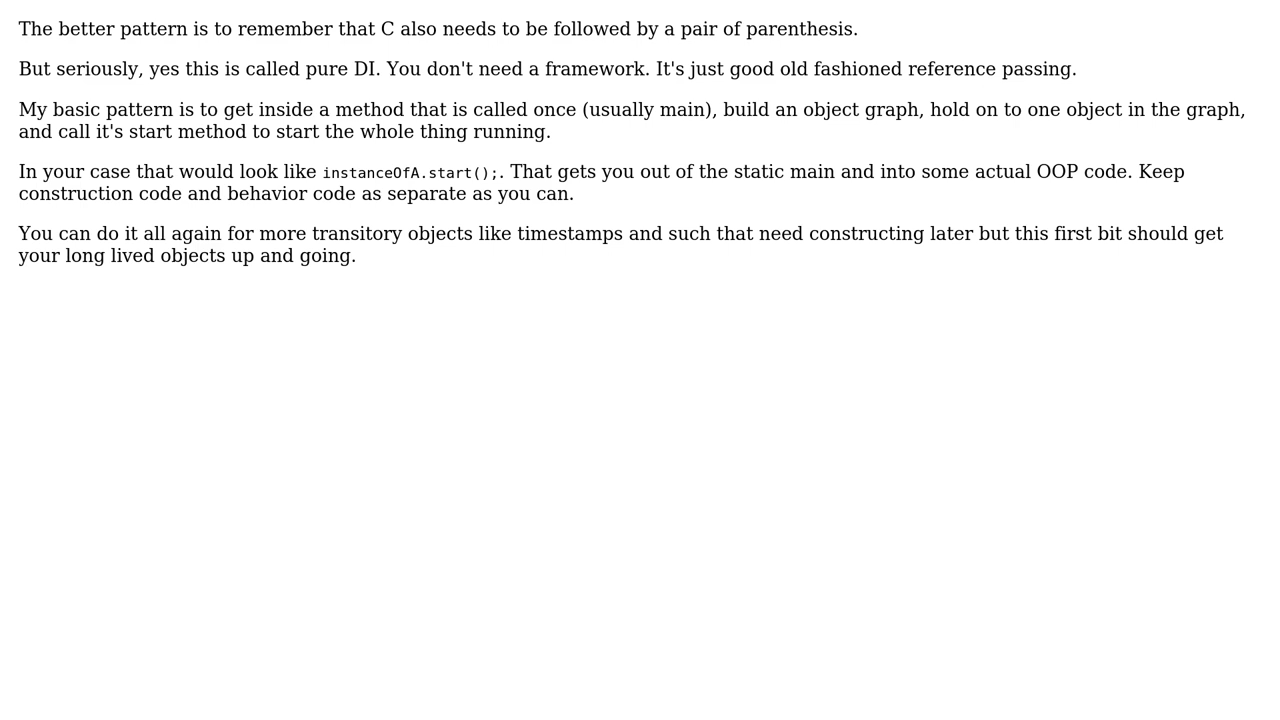 The better pattern is to remember that C also needs to be followed by a pair of parenthesis.
But seriously, yes this is called pure DI. You don't need a framework. It's just good old fashioned reference passing.
My basic pattern is to get inside a method that is called once (usually main), build an object graph, hold on to one object in the graph,
and call it's start method to start the whole thing running.
In your case that would look like instanceOfA.start();. That gets you out of the static main and into some actual OOP code. Keep
construction code and behavior code as separate as you can.
You can do it all again for more transitory objects like timestamps and such that need constructing later but this first bit should get
your long lived objects up and going.